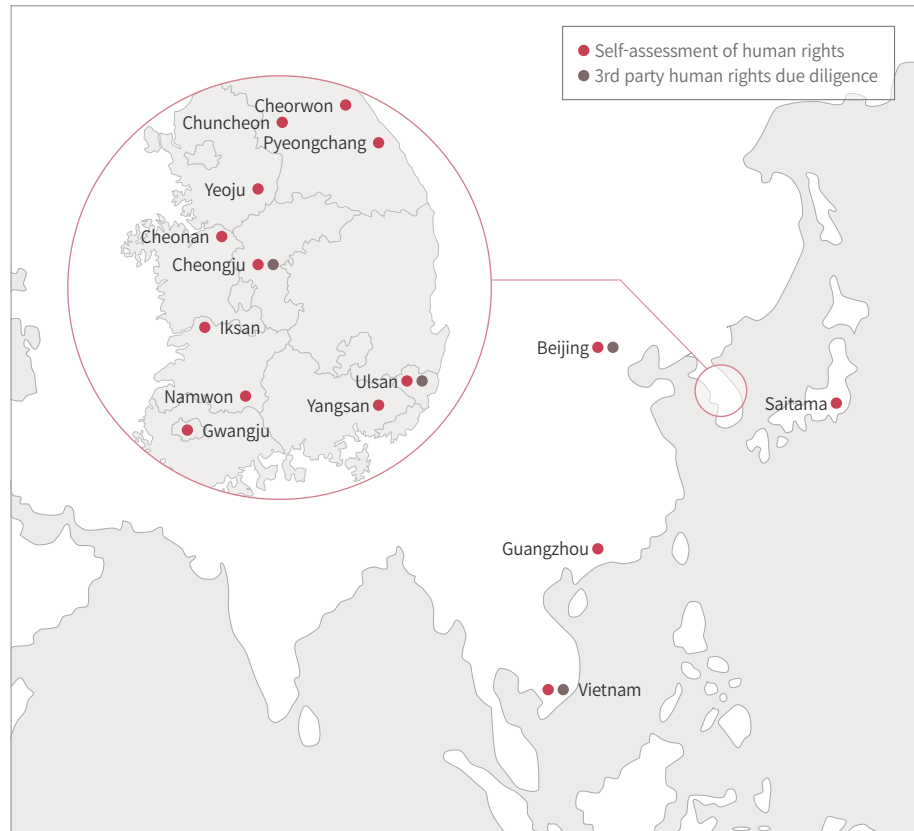 Self-assessment of human rights
3rd party human rights due diligence
Cheorwon
Chuncheon
Pyeongchang
Yeoju
Cheonan
Cheongju
Iksan
Beijing
Ulsan
Namwon
Yangsan
Saitama
Gwangju
Guangzhou
Vietnam